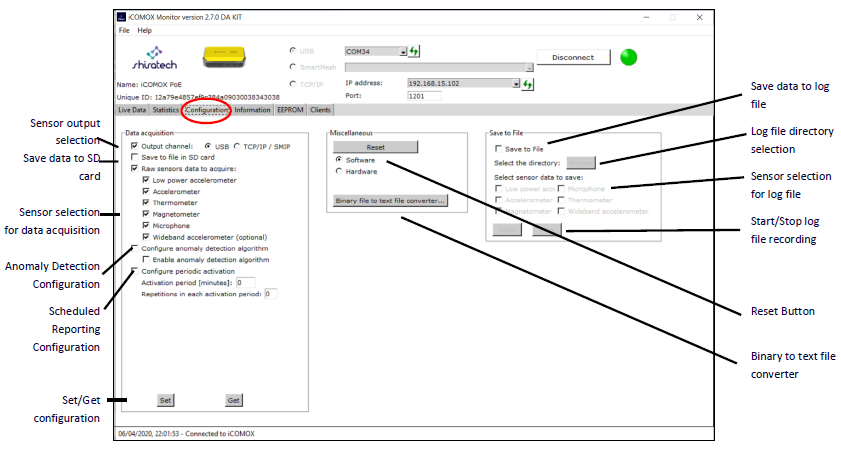 iCOMOX Monitor version 2.7.0 DA KIT
File Help
shiratech
USB
COM34
SmartMesh
TCP/IP
IP address: 192.168.15.102
Port: 1201
Disconnect
Name: iCOMOX PoE
Unique ID: 12a79e4857ef9e384a09030038343038
Live Data Statistics Configuration Information EEPROM Clients
Data acquisition
Output channel: USB TCP/IP / SMIP
Save to file in SD card
Raw sensors data to acquire:
Low power accelerometer
Accelerometer
Thermometer
Magnetometer
Microphone
Wideband accelerometer (optional)
Configure anomaly detection algorithm
Enable anomaly detection algorithm
Configure periodic activation
Activation period [minutes]: 0
Repetitions in each activation period: 0
Set Get
Miscellaneous
Reset
Software
Hardware
Binary file to text file converter...
Save to File
Save to File
Select the directory:
Select sensor data to save:
Low power acc Microphone
Accelerometer Thermometer
Magnetometer Wideband accelerometer
06/04/2020, 22:01:53 - Connected to iCOMOX
Sensor output
selection
Save data to SD
card
Sensor selection
for data acquisition
Anomaly Detection
Configuration
Scheduled
Reporting
Configuration
Set/Get
configuration
Save data to log
file
Log file directory
selection
Sensor selection
for log file
Start/Stop log
file recording
Reset Button
Binary to text file
converter